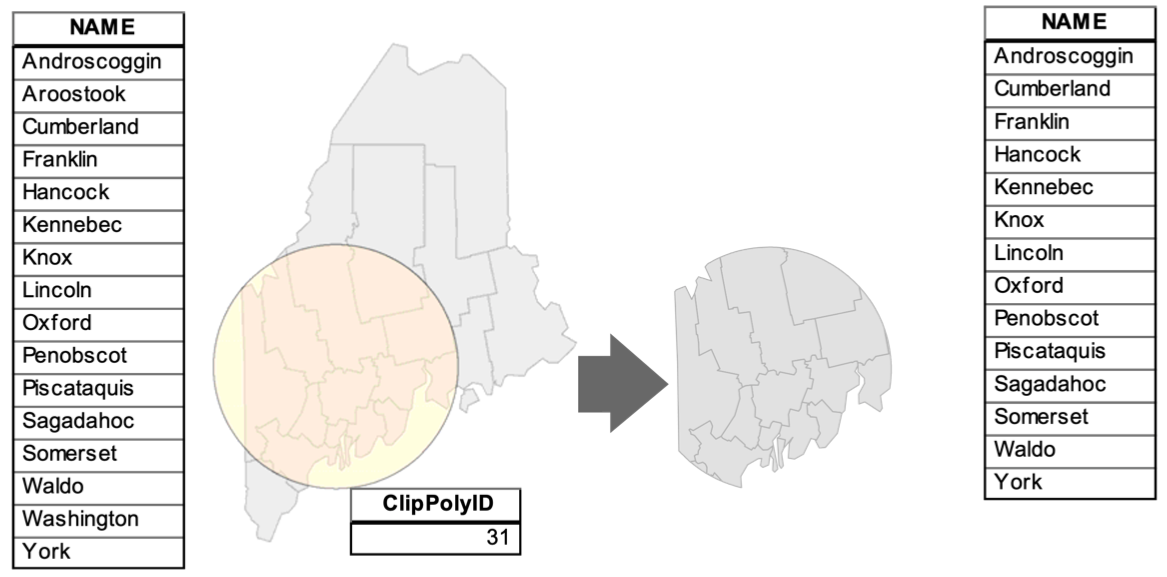 NAME
Androscoggin
Aroostook
Cumberland
Franklin
Hancock
Kennebec
Knox
Lincoln
Oxford
Penobscot
Piscataquis
Sagadahoc
Somerset
Waldo
Washington
York
ClipPolyID
31
NAME
Androscoggin
Cumberland
Franklin
Hancock
Kennebec
Knox
Lincoln
Oxford
Penobscot
Piscataquis
Sagadahoc
Somerset
Waldo
York